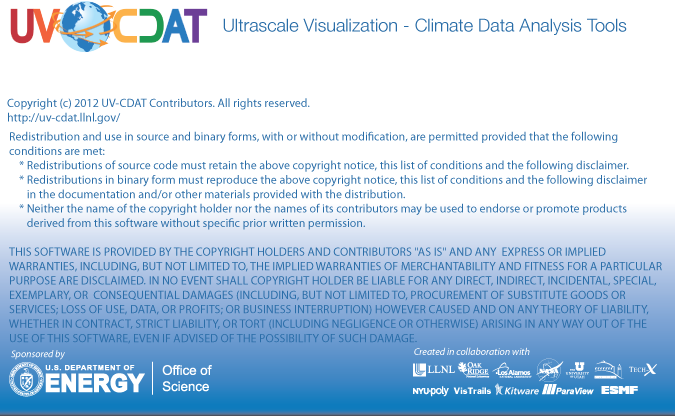 UV CDAT Ultrascale Visualization - Climate Data Analysis Tools
Copyright (c) 2012 UV-CDAT Contributors. All rights reserved.
http://uv-cdat.llnl.gov/
Redistribution and use in source and binary forms, with or without modification, are permitted provided that the following
conditions are met:
* Redistributions of source code must retain the above copyright notice, this list of conditions and the following disclaimer.
* Redistributions in binary form must reproduce the above copyright notice, this list of conditions and the following disclaimer
in the documentation and/or other materials provided with the distribution.
* Neither the name of the copyright holder nor the names of its contributors may be used to endorse or promote products
derived from this software without specific prior written permission.
THIS SOFTWARE IS PROVIDED BY THE COPYRIGHT HOLDERS AND CONTRIBUTORS "AS IS" AND ANY EXPRESS OR IMPLIED
WARRANTIES, INCLUDING, BUT NOT LIMITED TO, THE IMPLIED WARRANTIES OF MERCHANTABILITY AND FITNESS FOR A PARTICULAR
PURPOSE ARE DISCLAIMED. IN NO EVENT SHALL COPYRIGHT HOLDER BE LIABLE FOR ANY DIRECT, INDIRECT, INCIDENTAL, SPECIAL,
EXEMPLARY, OR CONSEQUENTIAL DAMAGES (INCLUDING, BUT NOT LIMITED TO, PROCUREMENT OF SUBSTITUTE GOODS OR
SERVICES; LOSS OF USE, DATA, OR PROFITS; OR BUSINESS INTERRUPTION) HOWEVER CAUSED AND ON ANY THEORY OF LIABILITY,
WHETHER IN CONTRACT, STRICT LIABILITY, OR TORT (INCLUDING NEGLIGENCE OR OTHERWISE) ARISING IN ANY WAY OUT OF THE
USE OF THIS SOFTWARE, EVEN IF ADVISED OF THE POSSIBILITY OF SUCH DAMAGE.
Sponsored by
U.S. DEPARTMENT OF
ENERGY
Office of
Science
Created in collaboration with
LLNL OAK RIDGE Los Alamos NASA U TECH-X
NYU·poly VisTrails Kitware ParaView ESMF